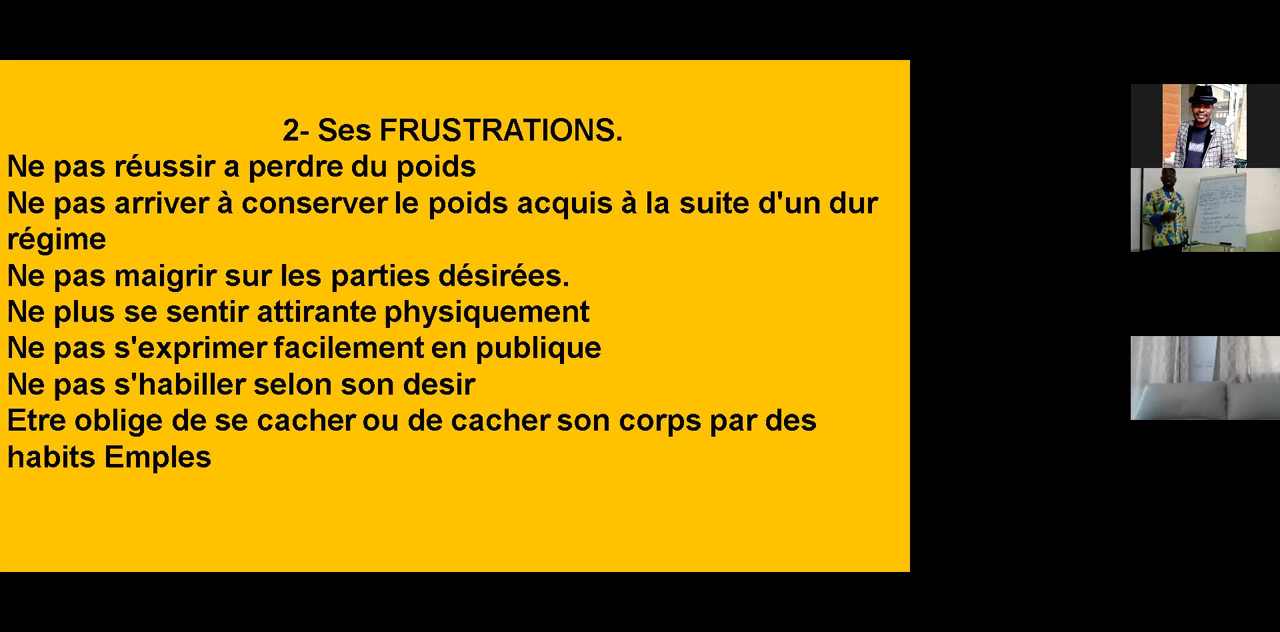 2- Ses FRUSTRATIONS.
Ne pas réussir a perdre du poids
Ne pas arriver à conserver le poids acquis à la suite d'un dur
régime
Ne pas maigrir sur les parties désirées.
Ne plus se sentir attirante physiquement
Ne pas s'exprimer facilement en publique
Ne pas s'habiller selon son desir
Etre oblige de se cacher ou de cacher son corps par des
habits Emples